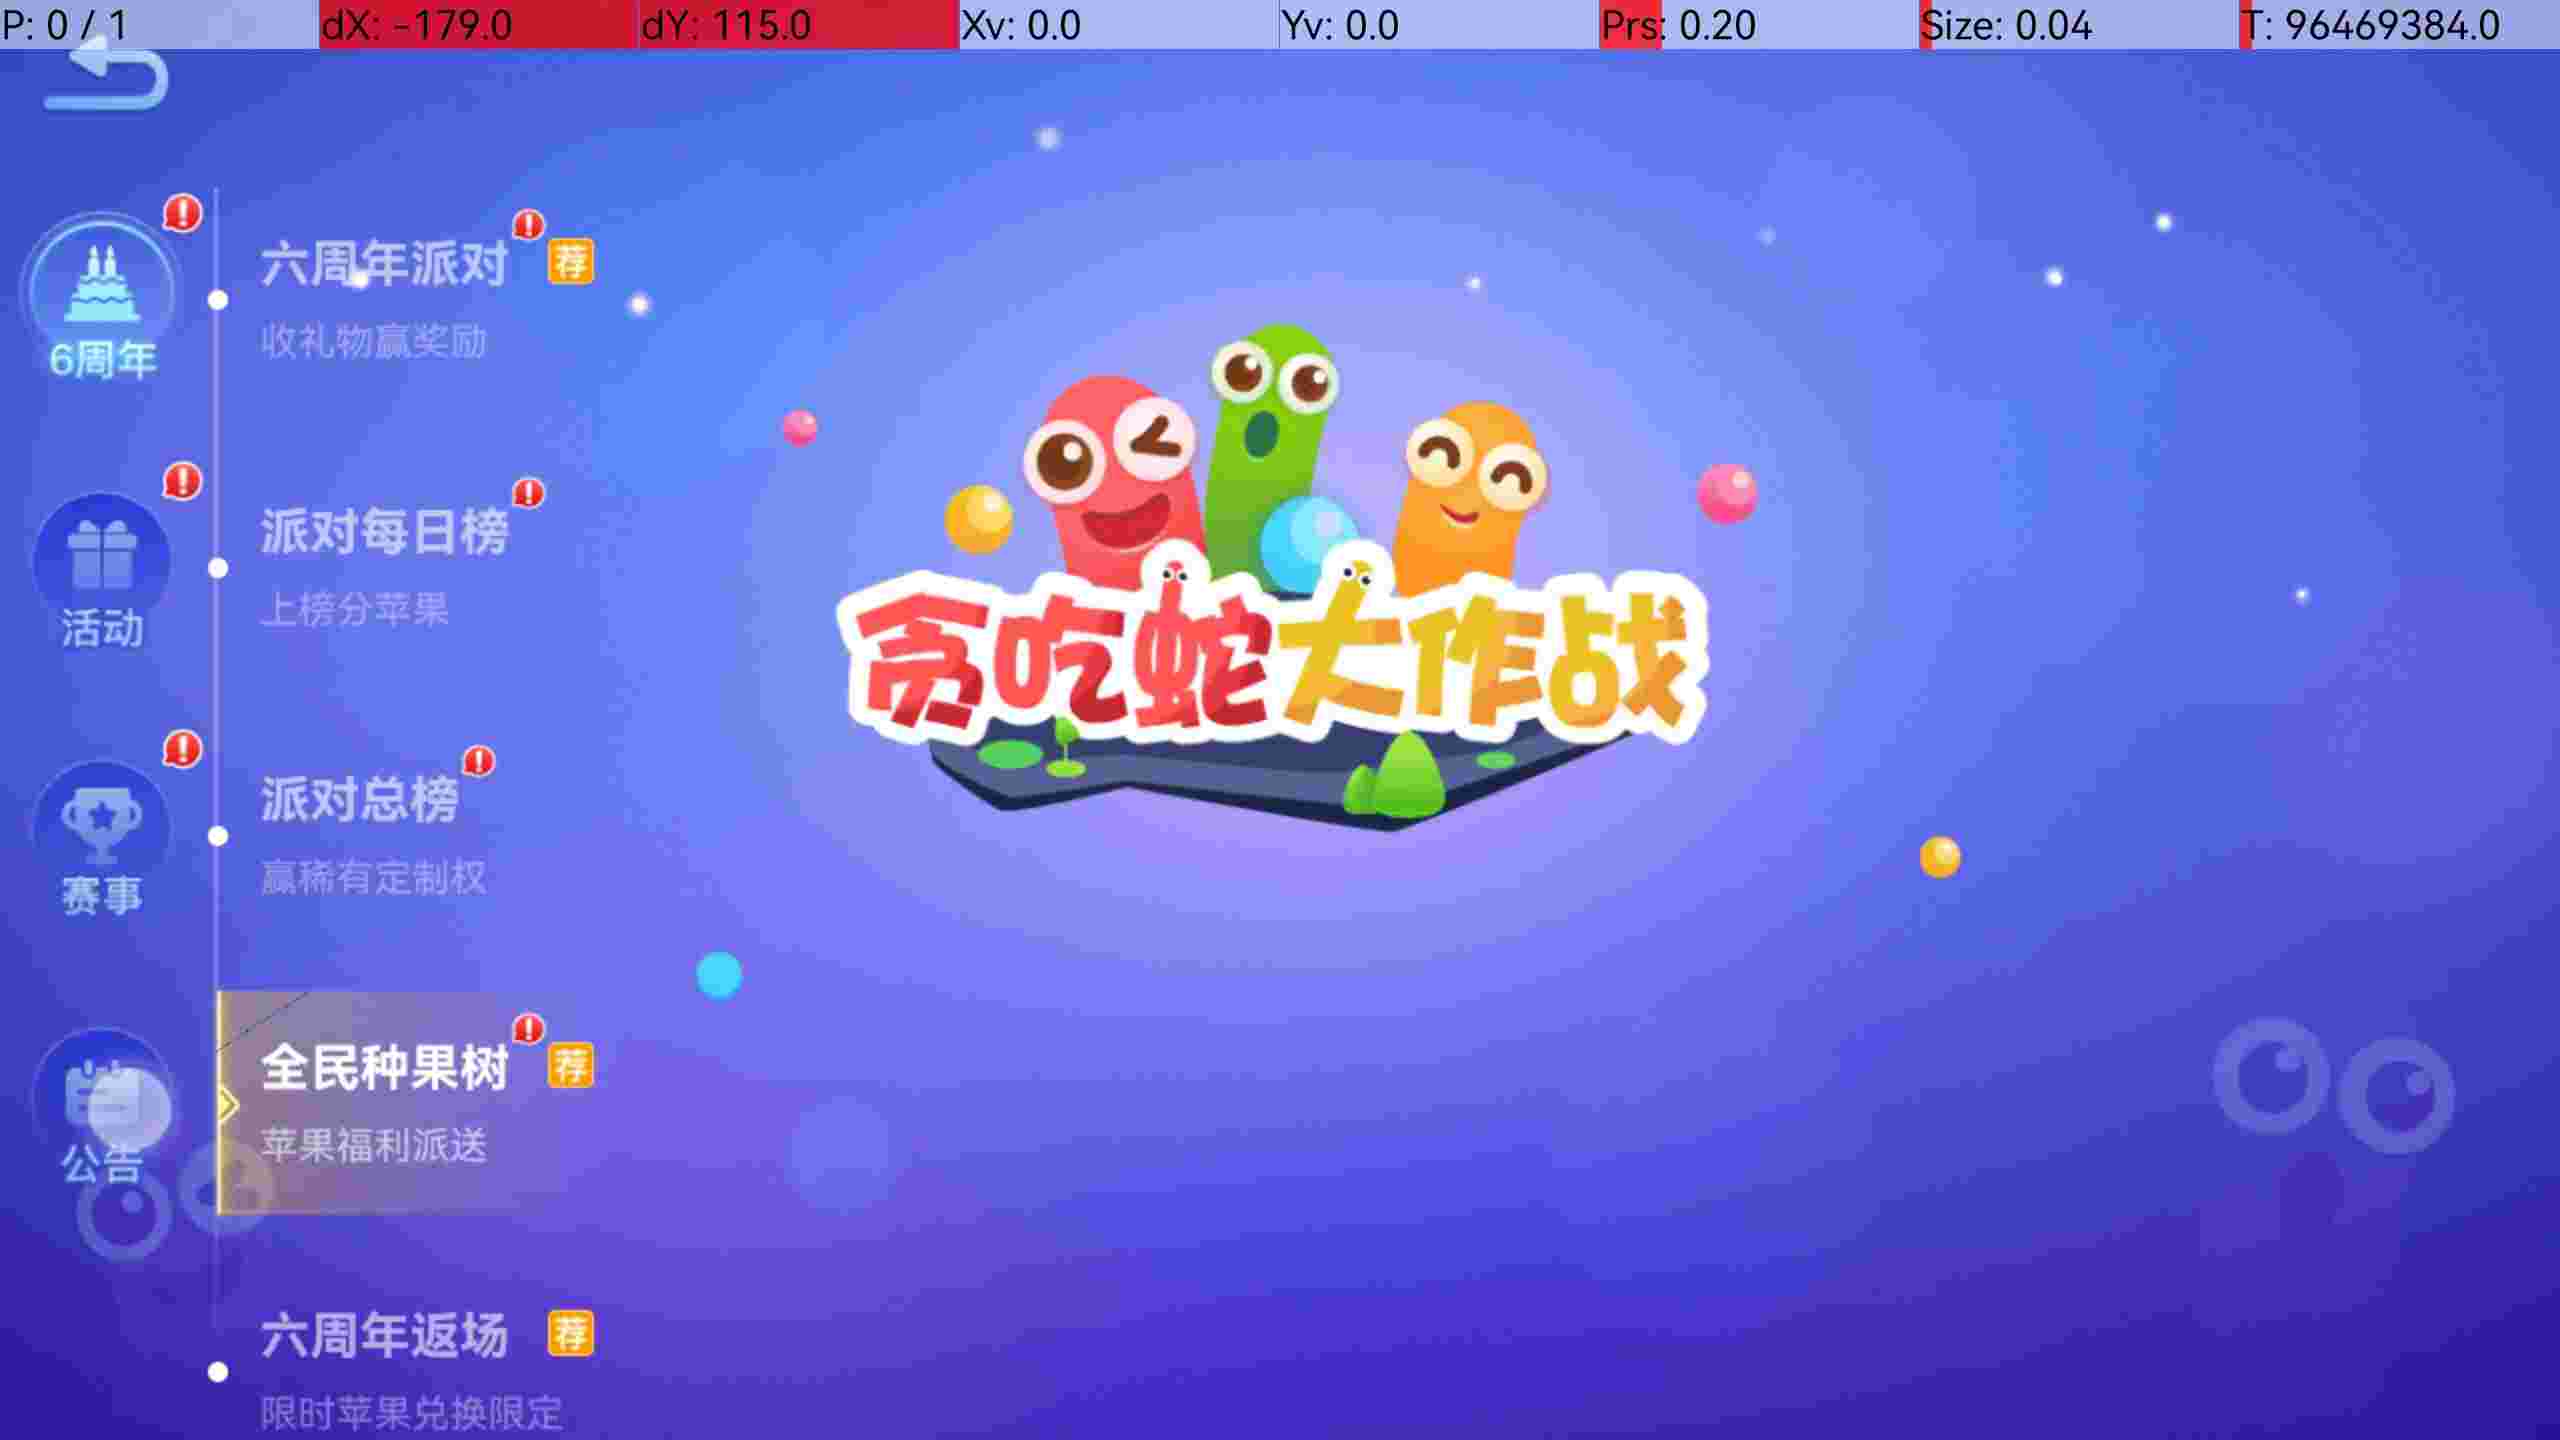 P: 0 / 1
dX: -179.0
dY: 115.0
Xv: 0.0
Yv: 0.0
Prs: 0.20
Size: 0.04
T: 96469384.0
6周年
活动
赛事
公告
六周年派对 荐
收礼物赢奖励
派对每日榜
上榜分苹果
派对总榜
赢稀有定制权
全民种果树 荐
苹果福利派送
六周年返场 荐
限时苹果兑换限定
贪吃蛇大作战